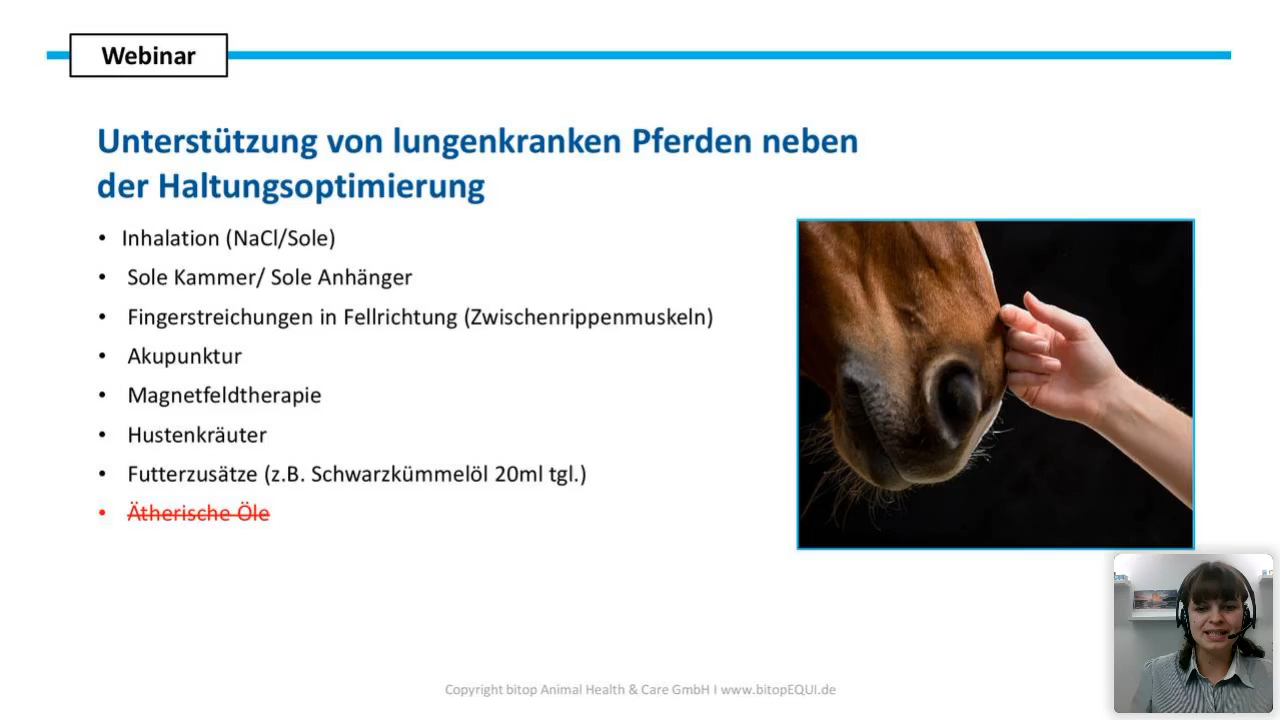 Webinar
Unterstützung von lungenkranken Pferden neben
der Haltungsoptimierung
• Inhalation (NaCl/Sole)
• Sole Kammer/ Sole Anhänger
• Fingerstreichungen in Fellrichtung (Zwischenrippenmuskeln)
• Akupunktur
• Magnetfeldtherapie
• Hustenkräuter
• Futterzusätze (z.B. Schwarzkümmelöl 20ml tgl.)
• Ätherische Öle
Copyright bitop Animal Health & Care GmbH I www.bitopEQUI.de